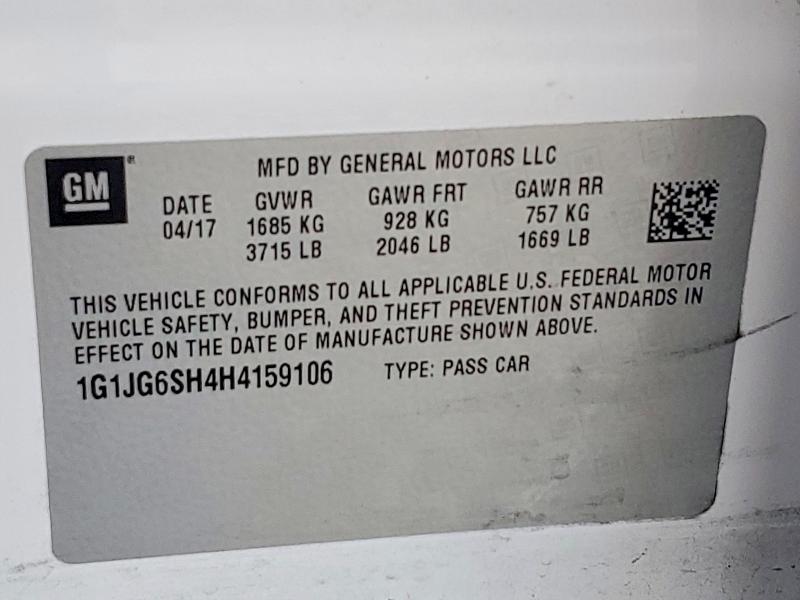 GM®
MFD BY GENERAL MOTORS LLC
DATE
04/17
GVWR
1685 KG
3715 LB
GAWR FRT
928 KG
2046 LB
GAWR RR
757 KG
1669 LB
THIS VEHICLE CONFORMS TO ALL APPLICABLE U.S. FEDERAL MOTOR
VEHICLE SAFETY, BUMPER, AND THEFT PREVENTION STANDARDS IN
EFFECT ON THE DATE OF MANUFACTURE SHOWN ABOVE.
1G1JG6SH4H4159106 TYPE: PASS CAR